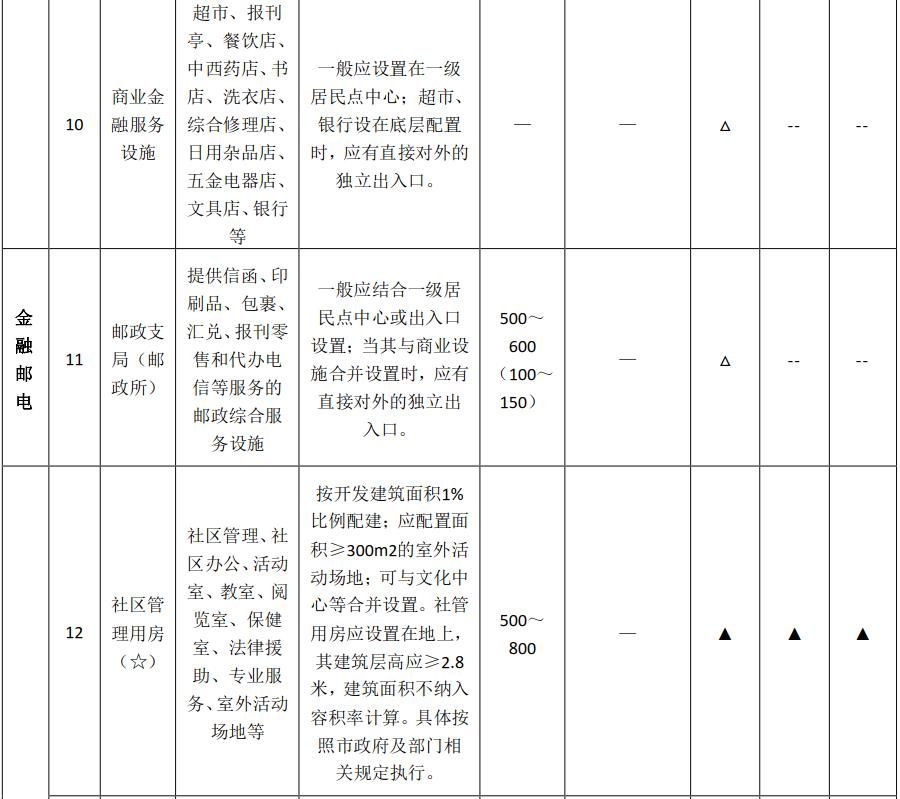 超市、报刊
亭、餐饮店、
中西药店、书
店、洗衣店、
综合修理店、
日用杂品店、
五金电器店、
文具店、银行
等
10
商业金
融服务
设施
一般应设置在一级
居民点中心；超市、
银行设在底层配置
时，应有直接对外的
独立出入口。
—
—
△
--
--
金
融
邮
电
11
邮政支
局（邮
政所）
提供信函、印
刷品、包裹、
汇兑、报刊零
售和代办电
信等服务的
邮政综合服
务设施
一般应结合一级居
民点中心或出入口
设置；当其与商业设
施合并设置时，应有
直接对外的独立出
入口。
500～
600
（100～
150）
—
△
--
--
12
社区管
理用房
（☆）
社区管理、社
区办公、活动
室、教室、阅
览室、保健
室、法律援
助、专业服
务、室外活动
场地等
按开发建筑面积1%
比例配建；应配置面
积≥300m2的室外活
动场地；可与文化中
心等合并设置。社管
用房应设置在地上，
其建筑层高应≥2.8
米，建筑面积不纳入
容积率计算。具体按
照市政府及部门相
关规定执行。
500～
800
—
▲
▲
▲